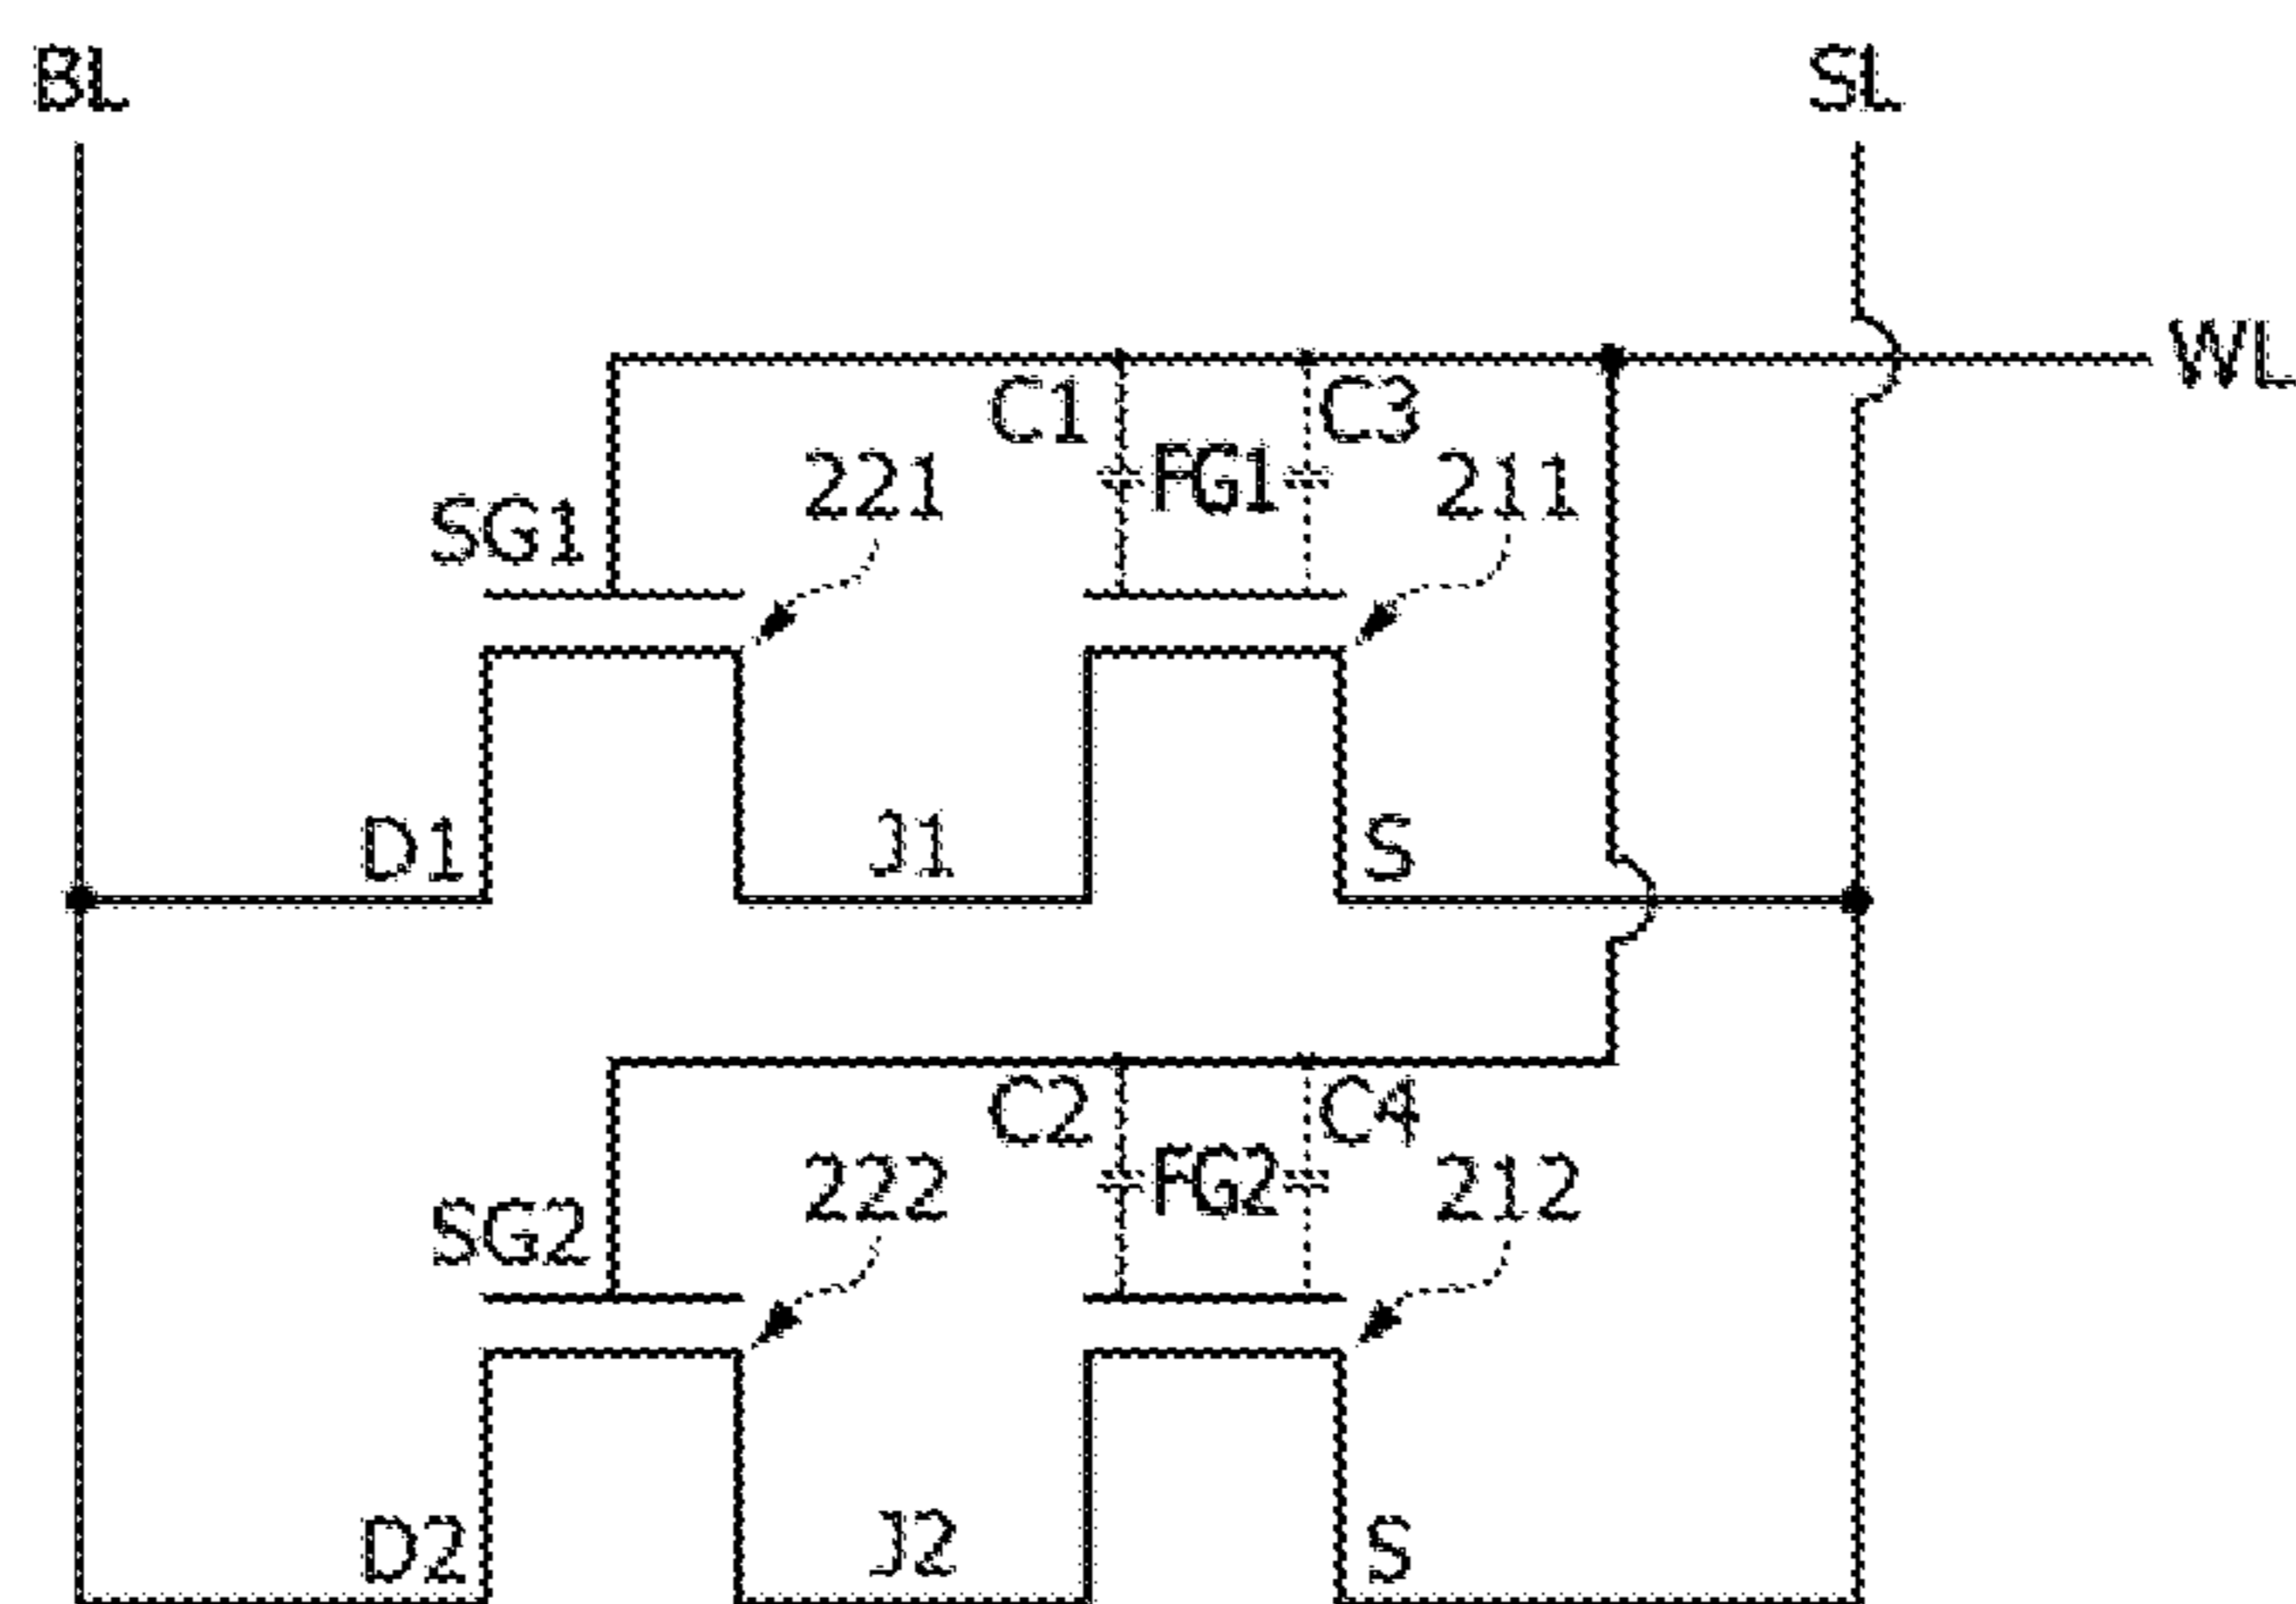 BL SL
WL
C1 C3
221 FG1 211
SG1
D1 J1 S
C2 C4
222 FG2 212
SG2
D2 J2 S